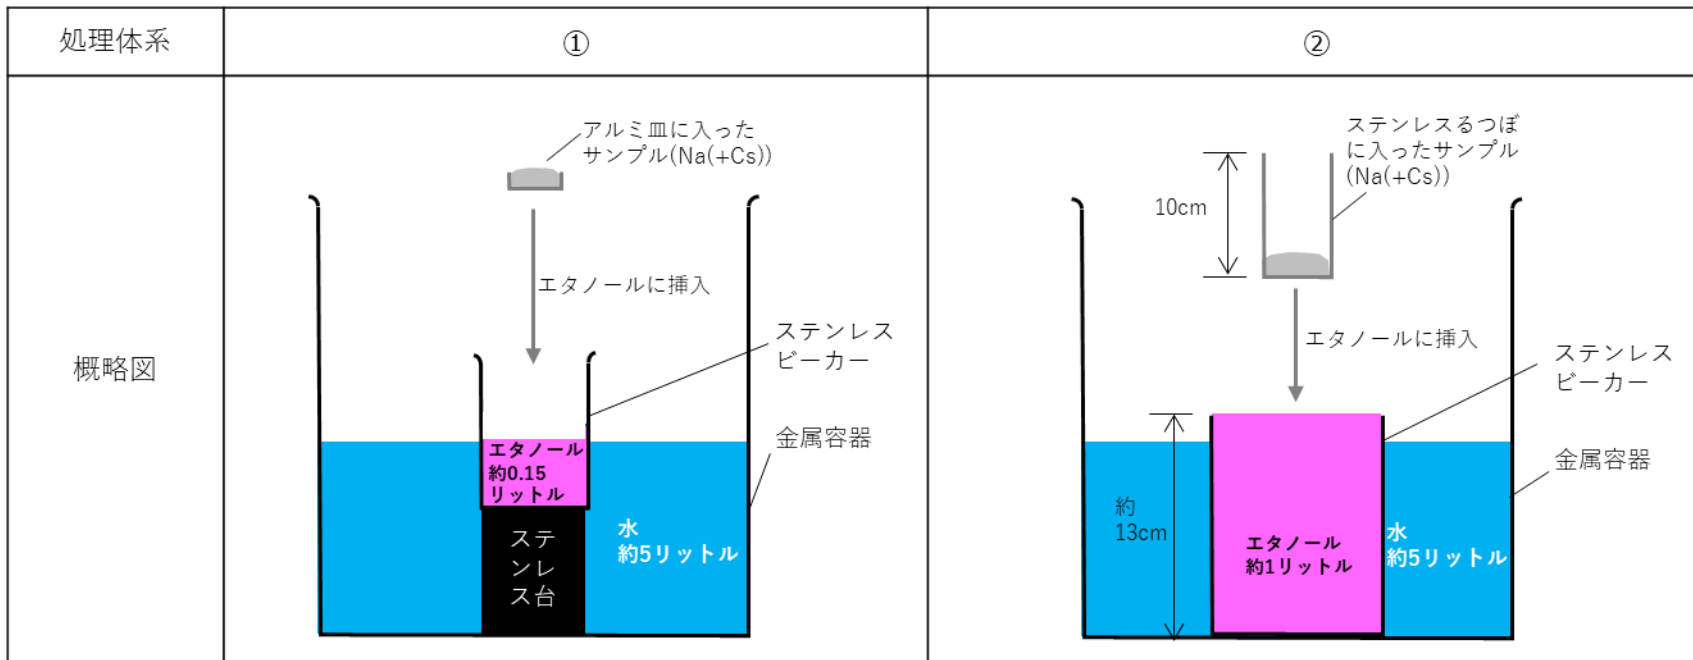 処理体系
①
②
概略図
アルミ皿に入った
サンプル(Na(+Cs))
エタノールに挿入
ステンレス
ビーカー
金属容器
エタノール
約0.15
リットル
ステ
ンレ
ス台
水
約5リットル
ステンレスるつぼ
に入ったサンプル
(Na(+Cs))
10cm
エタノールに挿入
ステンレス
ビーカー
金属容器
約
13cm
エタノール
約1リットル
水
約5リットル